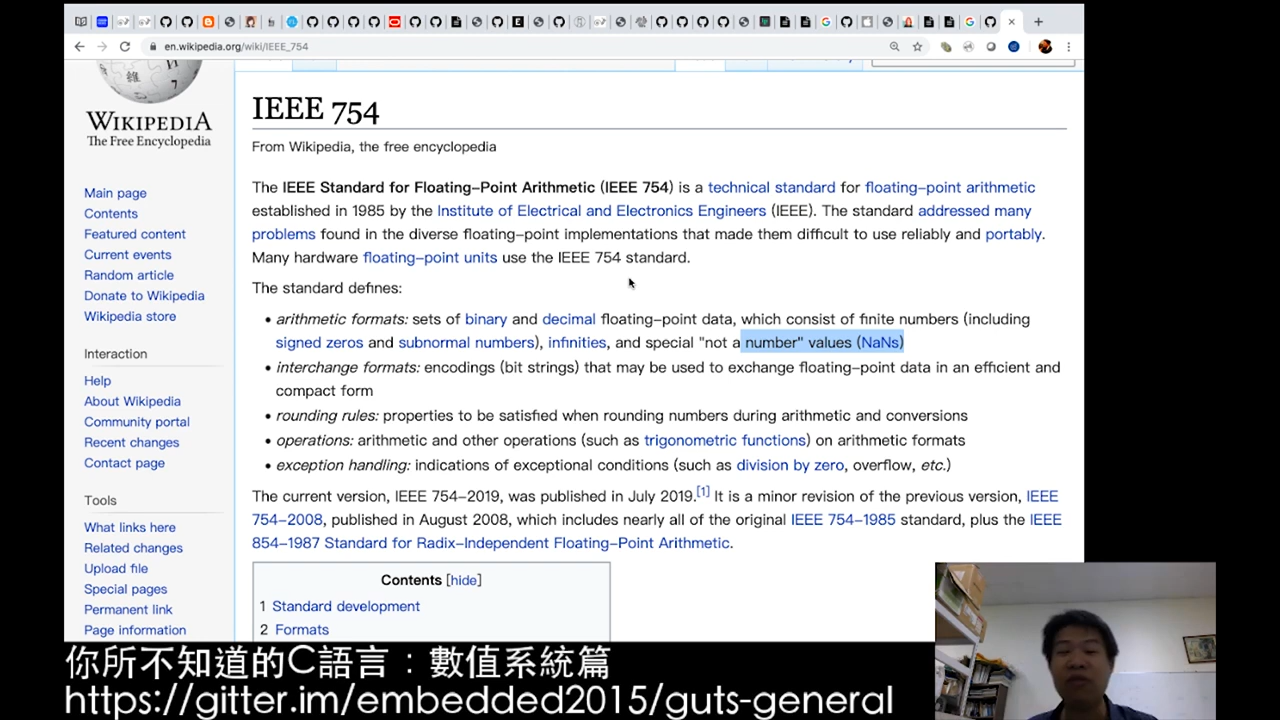 en.wikipedia.org/wiki/IEEE_754
WIKIPEDIA
The Free Encyclopedia
Main page
Contents
Featured content
Current events
Random article
Donate to Wikipedia
Wikipedia store
Interaction
Help
About Wikipedia
Community portal
Recent changes
Contact page
Tools
What links here
Related changes
Upload file
Special pages
Permanent link
Page information
IEEE 754
From Wikipedia, the free encyclopedia
The IEEE Standard for Floating-Point Arithmetic (IEEE 754) is a technical standard for floating-point arithmetic
established in 1985 by the Institute of Electrical and Electronics Engineers (IEEE). The standard addressed many
problems found in the diverse floating-point implementations that made them difficult to use reliably and portably.
Many hardware floating-point units use the IEEE 754 standard.
The standard defines:
• arithmetic formats: sets of binary and decimal floating-point data, which consist of finite numbers (including
signed zeros and subnormal numbers), infinities, and special "not a number" values (NaNs)
• interchange formats: encodings (bit strings) that may be used to exchange floating-point data in an efficient and
compact form
• rounding rules: properties to be satisfied when rounding numbers during arithmetic and conversions
• operations: arithmetic and other operations (such as trigonometric functions) on arithmetic formats
• exception handling: indications of exceptional conditions (such as division by zero, overflow, etc.)
The current version, IEEE 754-2019, was published in July 2019.[1] It is a minor revision of the previous version, IEEE
754-2008, published in August 2008, which includes nearly all of the original IEEE 754-1985 standard, plus the IEEE
854-1987 Standard for Radix-Independent Floating-Point Arithmetic.
Contents [hide]
1 Standard development
2 Formats
你所不知道的C語言：數值系統篇
https://gitter.im/embedded2015/guts-general